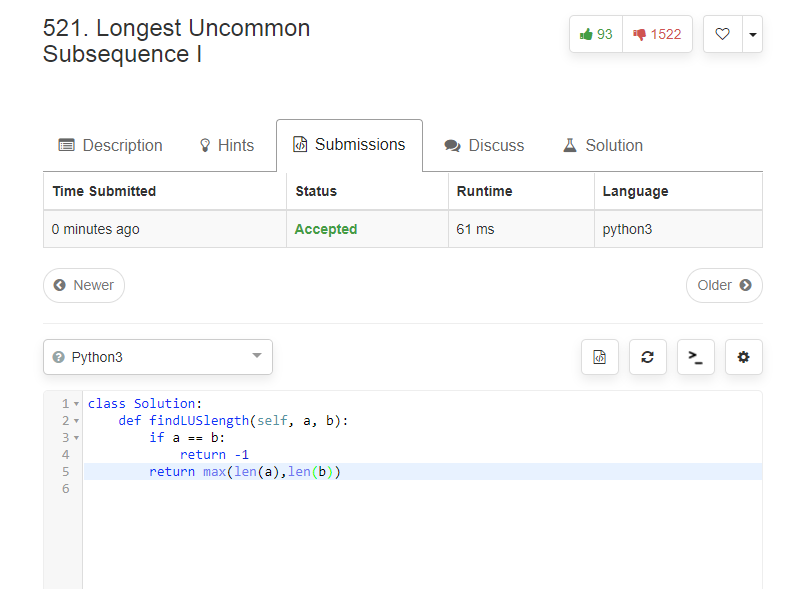 521. Longest Uncommon
Subsequence I
93 1522
Description Hints Submissions Discuss Solution
Time Submitted Status Runtime Language
0 minutes ago Accepted 61 ms python3
Newer Older
Python3
1 class Solution:
2     def findLUSlength(self, a, b):
3         if a == b:
4             return -1
5         return max(len(a),len(b))
6